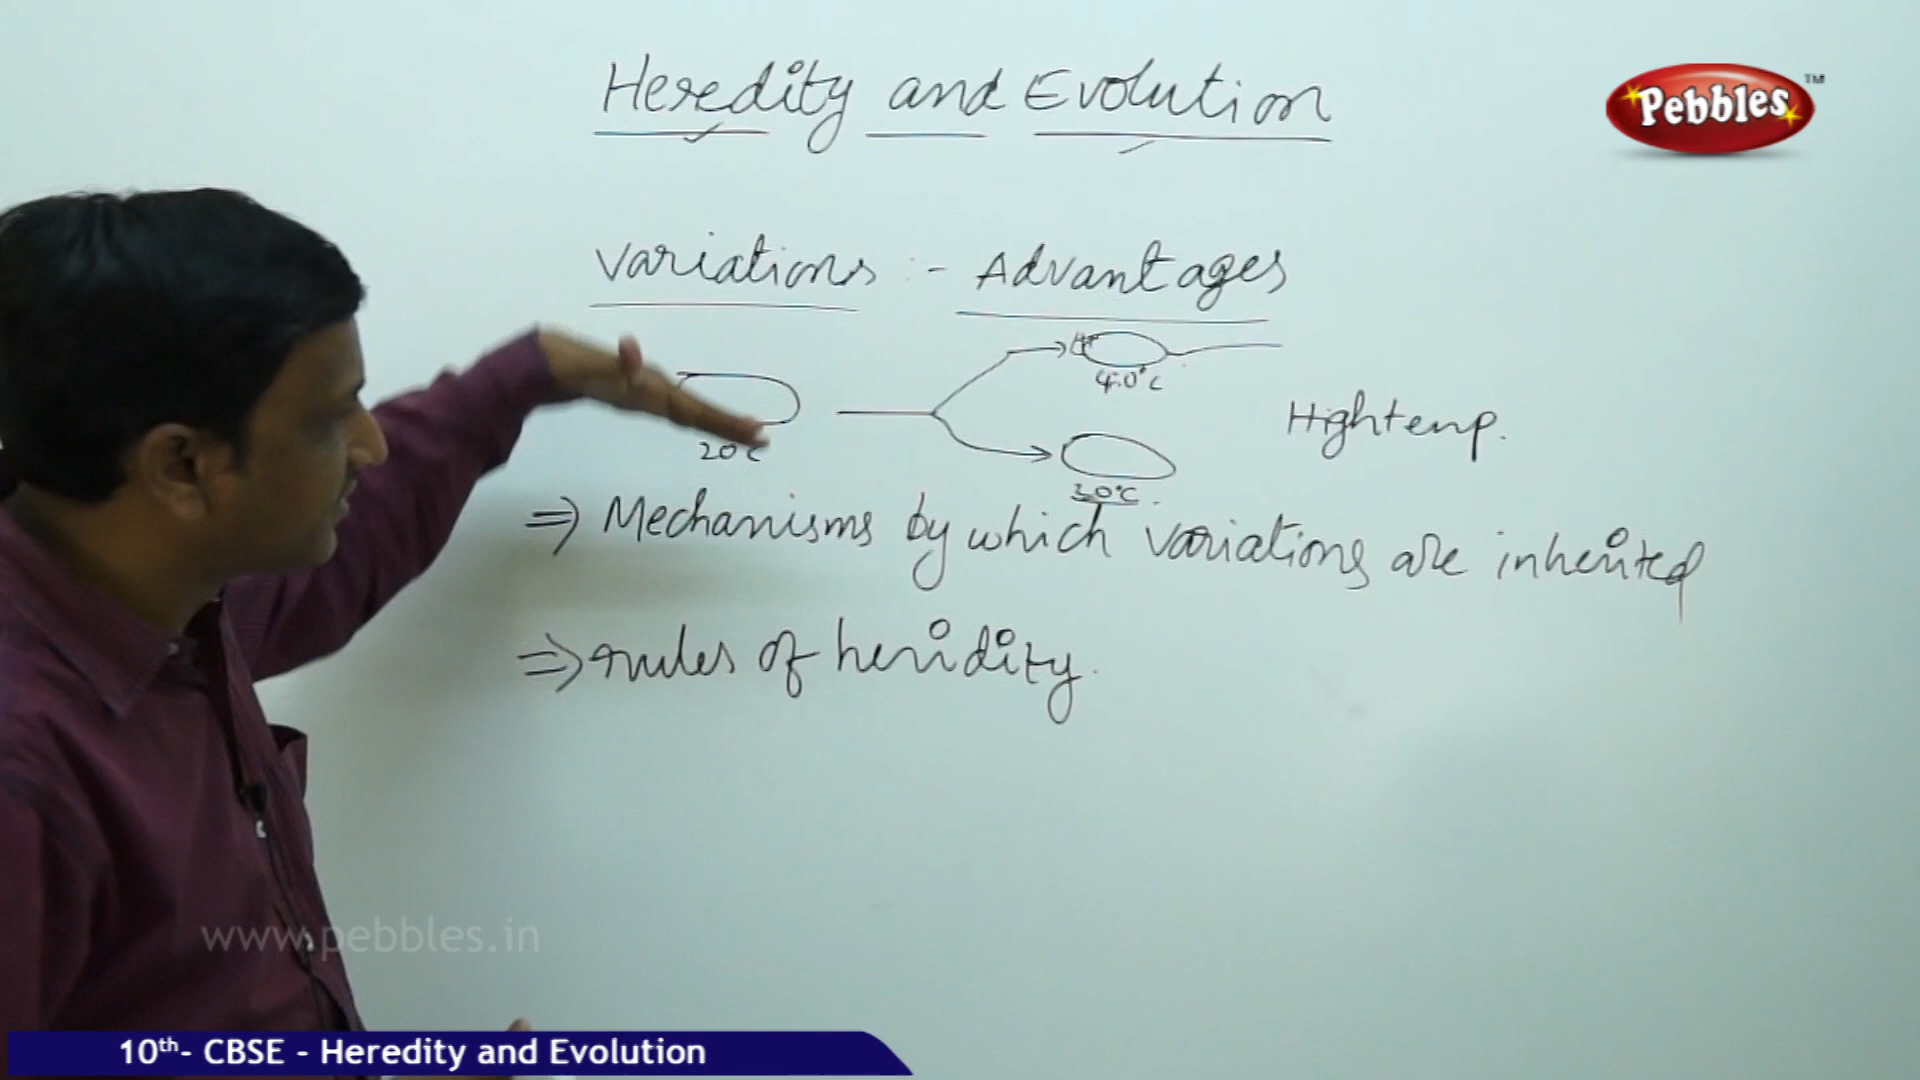 Heredity and Evolution
Pebbles™
Variations :- Advantages
40°C
20°C
High temp.
30°C
⇒ Mechanisms by which variations are inherited
⇒ rules of heridity.
www.pebbles.in
10th- CBSE - Heredity and Evolution